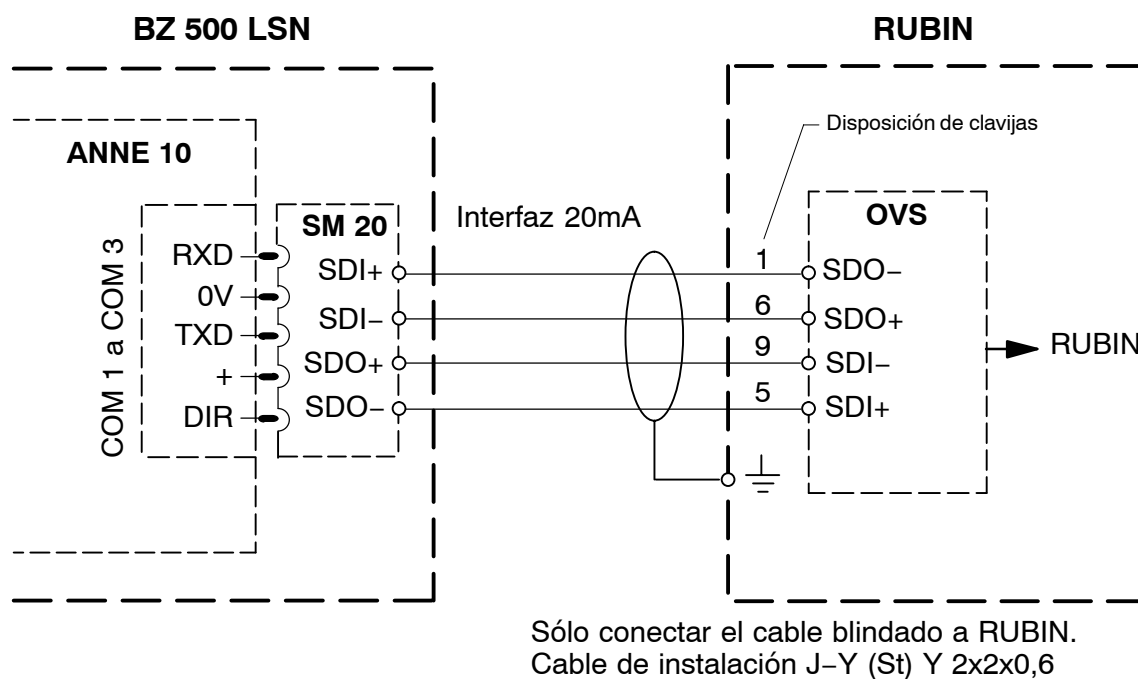 BZ 500 LSN
RUBIN
Disposición de clavijas
ANNE 10
COM 1 a COM 3
RXD
0V
TXD
+
DIR
SM 20
SDI+
SDI−
SDO+
SDO−
Interfaz 20mA
1
6
9
5
OVS
SDO−
SDO+
SDI−
SDI+
RUBIN
Sólo conectar el cable blindado a RUBIN.
Cable de instalación J−Y (St) Y 2x2x0,6